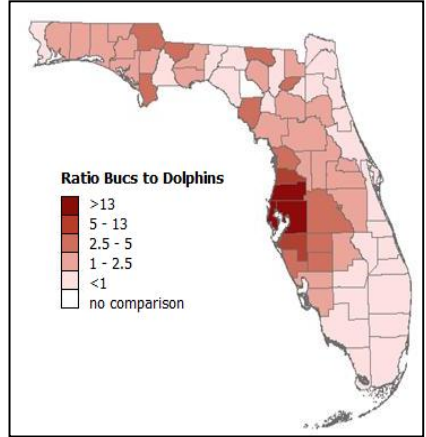 Ratio Bucs to Dolphins
>13
5 - 13
2.5 - 5
1 - 2.5
<1
no comparison